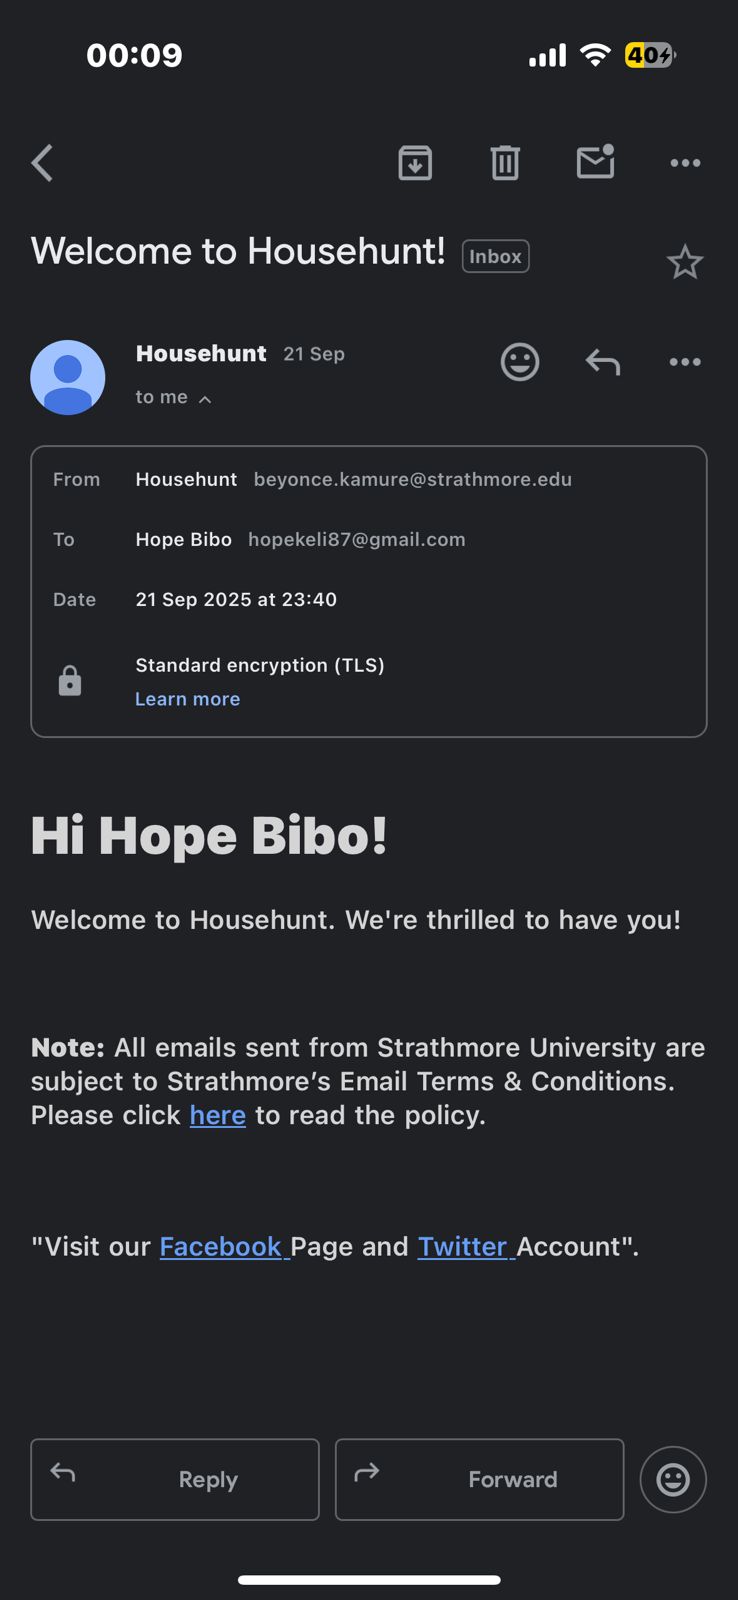 00:09
40
Welcome to Househunt! Inbox
Househunt 21 Sep
to me
From Househunt beyonce.kamure@strathmore.edu
To Hope Bibo hopekeli87@gmail.com
Date 21 Sep 2025 at 23:40
Standard encryption (TLS)
Learn more
Hi Hope Bibo!
Welcome to Househunt. We're thrilled to have you!
Note: All emails sent from Strathmore University are
subject to Strathmore’s Email Terms & Conditions.
Please click here to read the policy.
"Visit our Facebook Page and Twitter Account".
Reply Forward